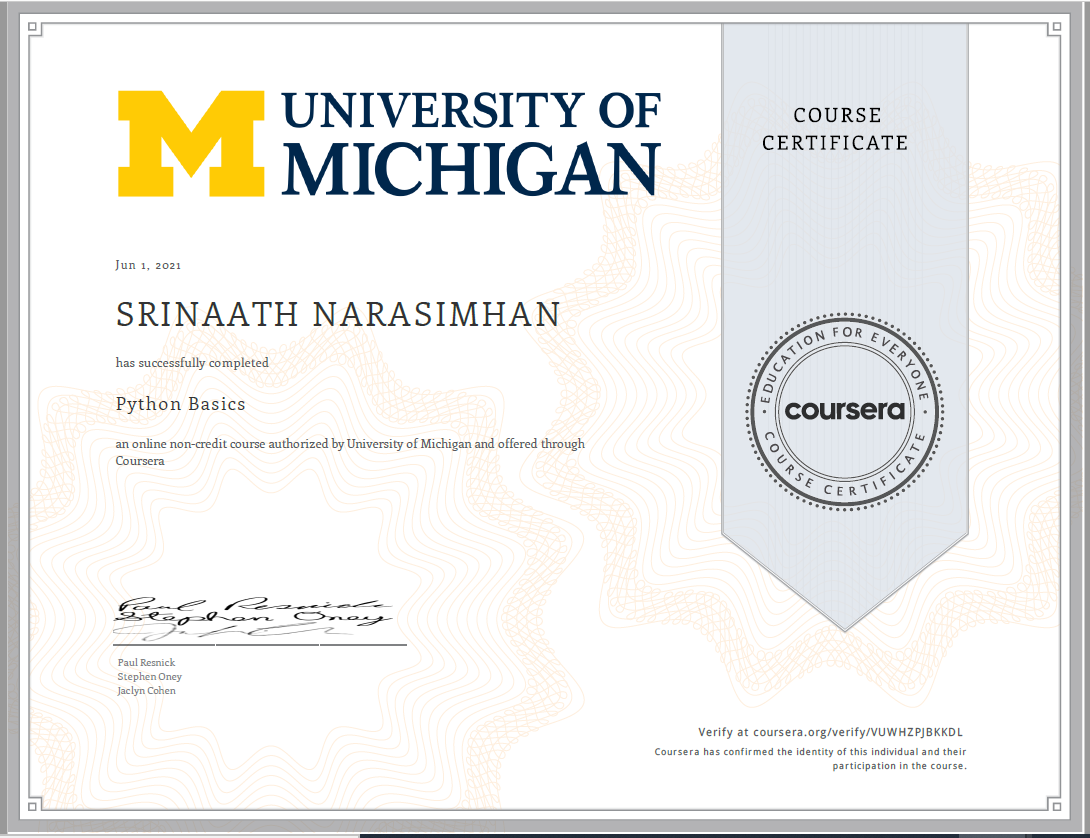 UNIVERSITY OF
MICHIGAN
COURSE
CERTIFICATE
Jun 1, 2021
SRINAATH NARASIMHAN
has successfully completed
Python Basics
an online non-credit course authorized by University of Michigan and offered through
Coursera
EDUCATION FOR EVERYONE
coursera
COURSE CERTIFICATE
Paul Resnick
Stephen Oney
Paul Resnick
Stephen Oney
Jaclyn Cohen
Verify at coursera.org/verify/VUWHZPJBKKDL
Coursera has confirmed the identity of this individual and their
participation in the course.